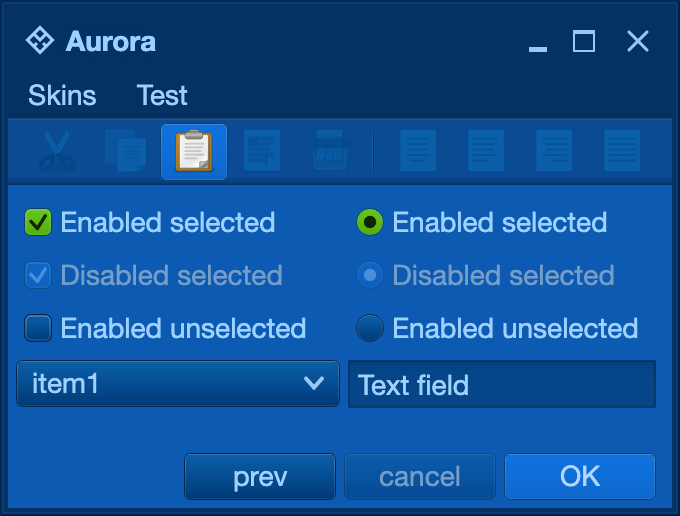 Aurora
Skins Test
Enabled selected Enabled selected
Disabled selected Disabled selected
Enabled unselected Enabled unselected
item1 Text field
prev cancel OK